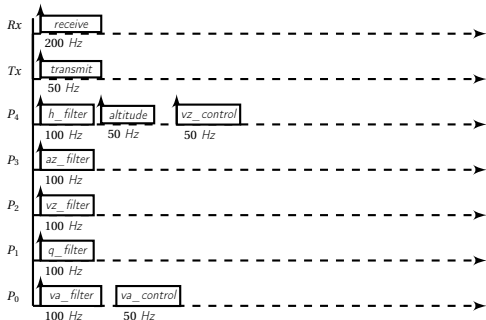 Rx receive
200 Hz
Tx transmit
50 Hz
P4 h_filter altitude vz_control
100 Hz 50 Hz 50 Hz
P3 az_filter
100 Hz
P2 vz_filter
100 Hz
P1 q_filter
100 Hz
P0 va_filter va_control
100 Hz 50 Hz